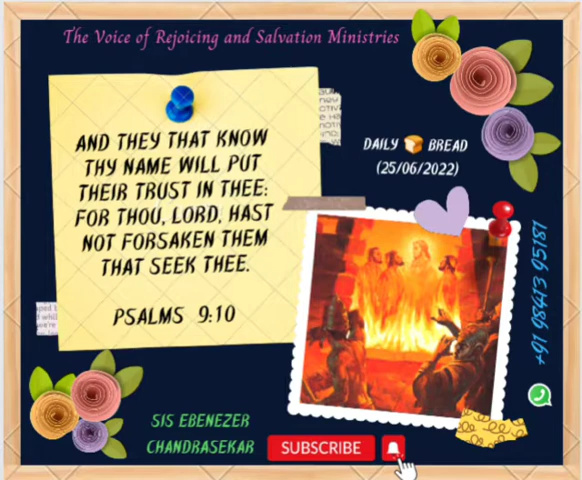 The Voice of Rejoicing and Salvation Ministries
AND THEY THAT KNOW
THY NAME WILL PUT
THEIR TRUST IN THEE:
FOR THOU, LORD, HAST
NOT FORSAKEN THEM
THAT SEEK THEE.
PSALMS 9:10
DAILY BREAD
(25/06/2022)
+91 98413 95181
SIS EBENEZER
CHANDRASEKAR
SUBSCRIBE